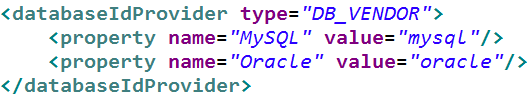 <databaseIdProvider type="DB_VENDOR">
    <property name="MySQL" value="mysql"/>
    <property name="Oracle" value="oracle"/>
</databaseIdProvider>